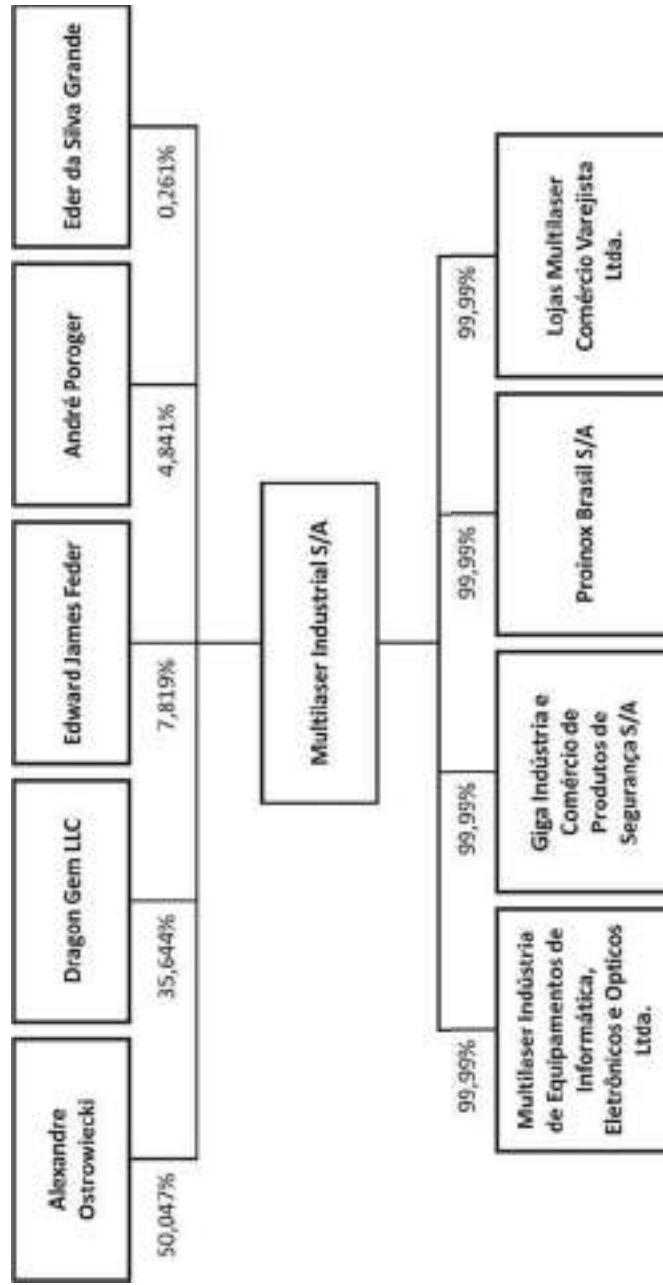 Alexandre
Ostrowiecki
Dragon Gem LLC
Edward James Feder
André Poroger
Eder da Silva Grande
50,047%
35,644%
7,819%
4,841%
0,261%
Multilaser Industrial S/A
99,99%
99,99%
99,99%
99,99%
Multilaser Indústria
de Equipamentos de
Informática,
Eletrônicos e Opticos
Ltda.
Giga Indústria e
Comércio de
Produtos de
Segurança S/A
Proinox Brasil S/A
Lojas Multilaser
Comércio Varejista
Ltda.